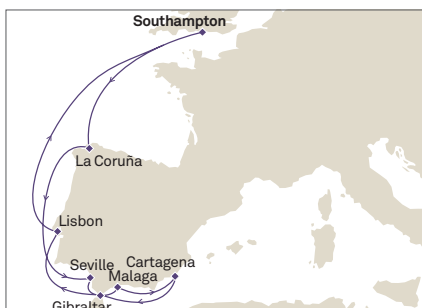 Southampton
La Coruña
Lisbon
Seville
Cartagena
Malaga
Gibraltar